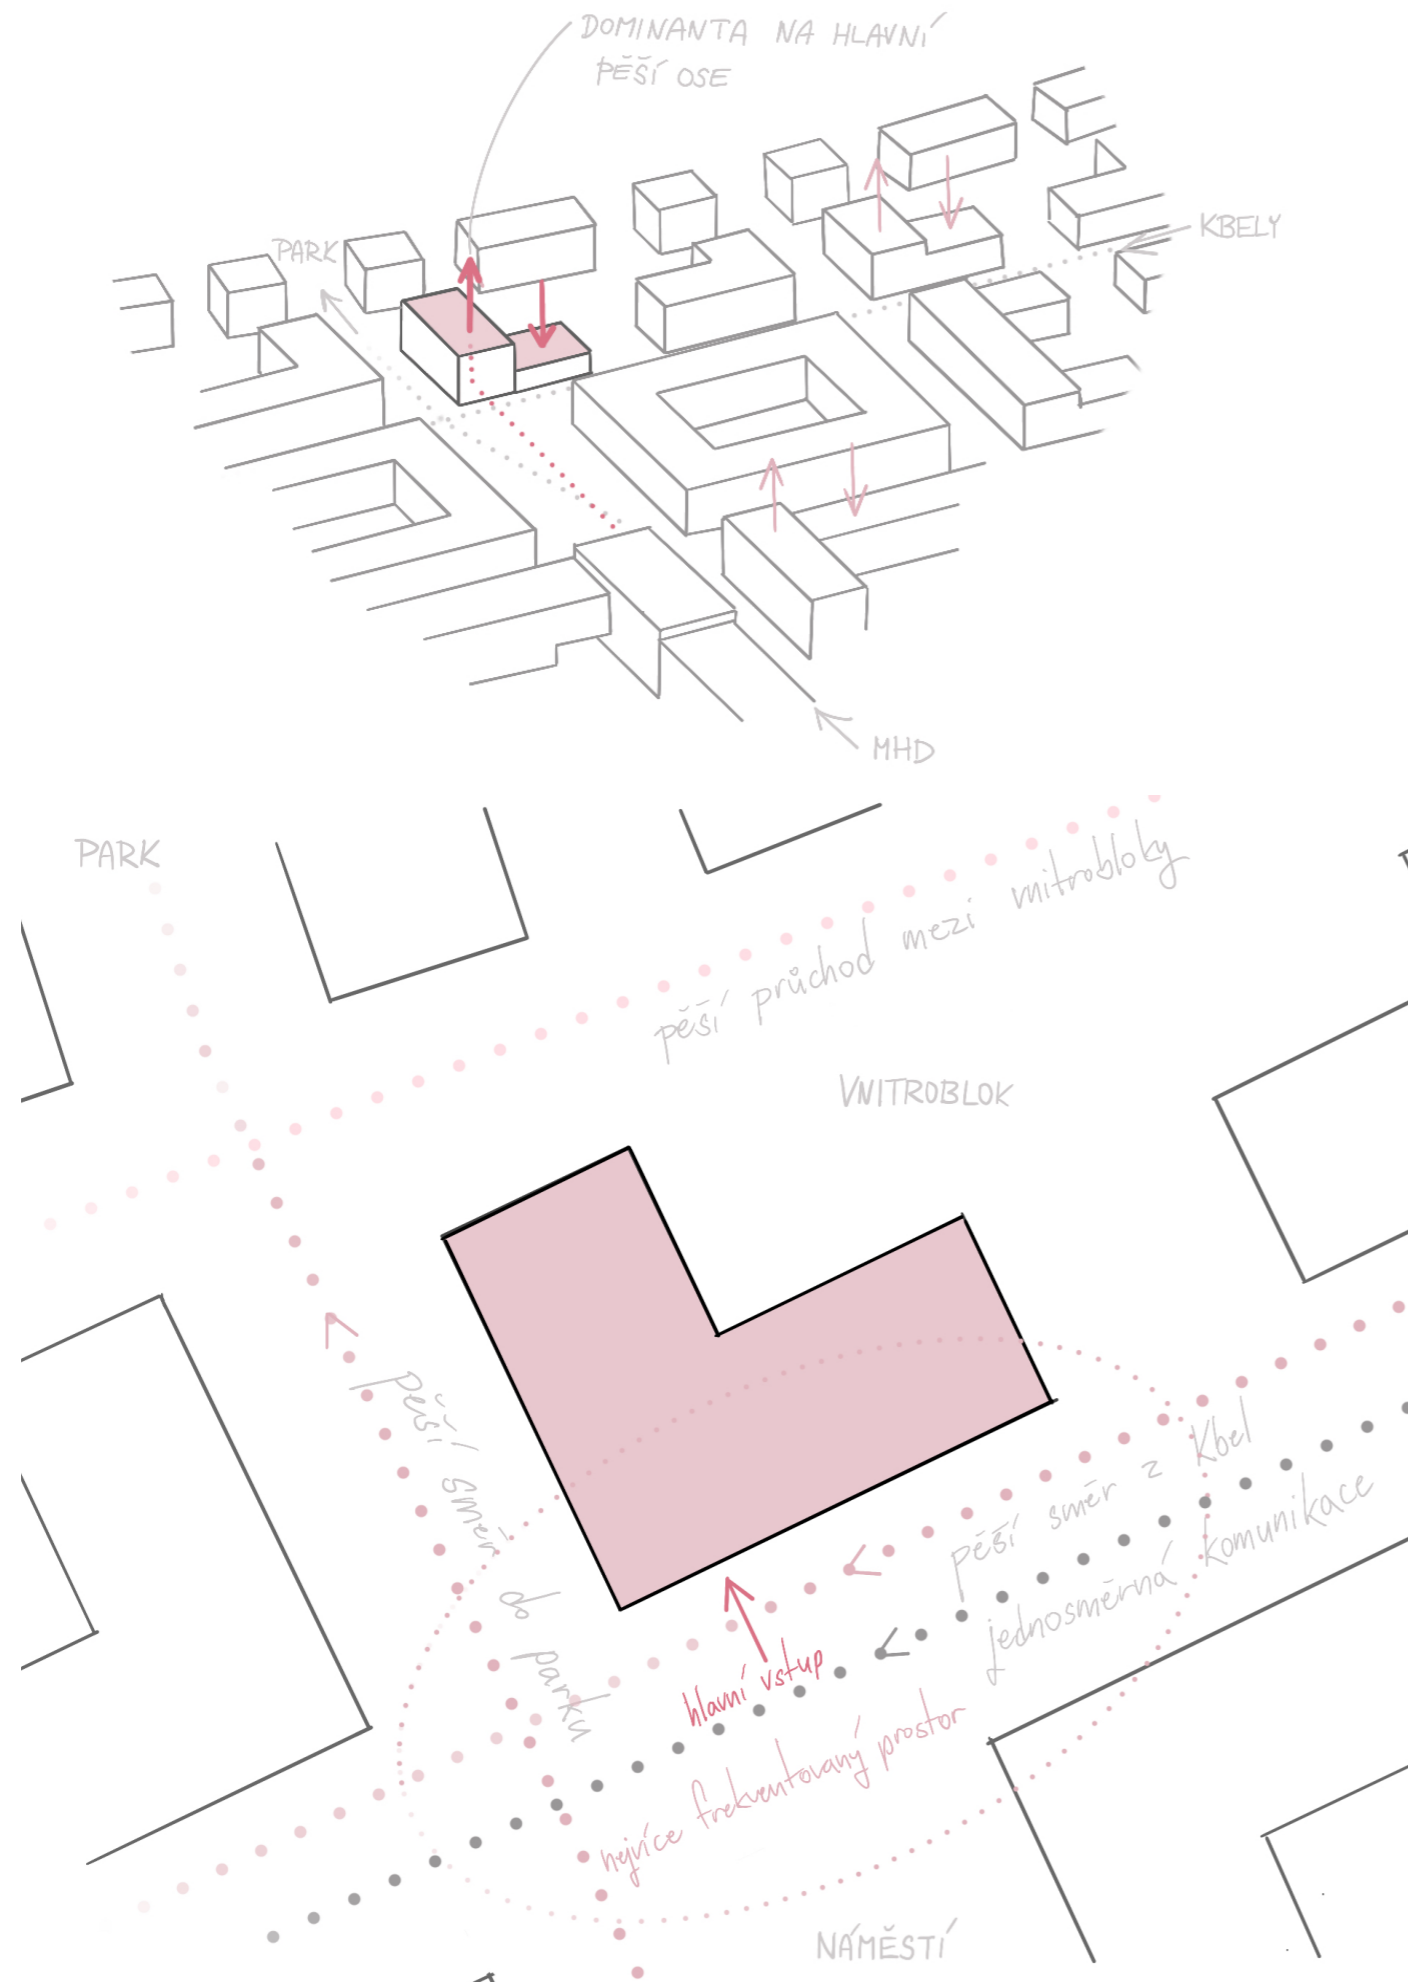 DOMINANTA NA HLAVNÍ
PĚŠÍ OSE
PARK
KBELY
MHD
PARK
pěší průchod mezi vnitrobloky
VNITROBLOK
pěší směr do parku
pěší směr z Kbel
jednosměrná komunikace
hlavní vstup
nejvíce frekventovaný prostor
NÁMĚSTÍ